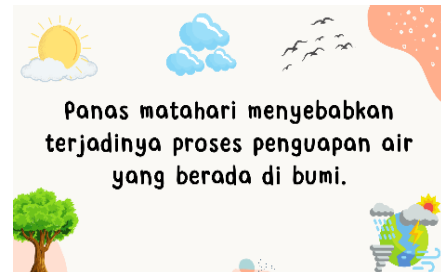 Panas matahari menyebabkan
terjadinya proses penguapan air
yang berada di bumi.